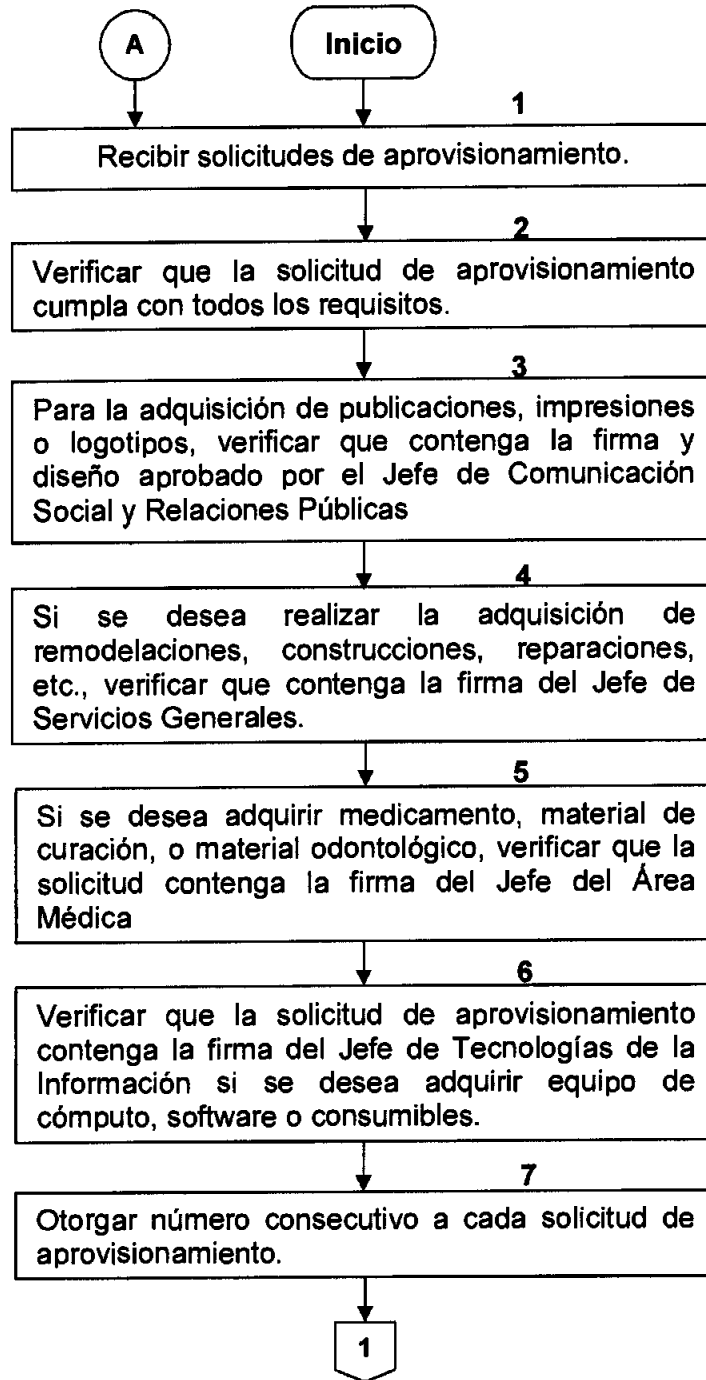 A
Inicio
1
Recibir solicitudes de aprovisionamiento.
2
Verificar que la solicitud de aprovisionamiento
cumpla con todos los requisitos.
3
Para la adquisición de publicaciones, impresiones
o logotipos, verificar que contenga la firma y
diseño aprobado por el Jefe de Comunicación
Social y Relaciones Públicas
4
Si se desea realizar la adquisición de
remodelaciones, construcciones, reparaciones,
etc., verificar que contenga la firma del Jefe de
Servicios Generales.
5
Si se desea adquirir medicamento, material de
curación, o material odontológico, verificar que la
solicitud contenga la firma del Jefe del Área
Médica
6
Verificar que la solicitud de aprovisionamiento
contenga la firma del Jefe de Tecnologías de la
Información si se desea adquirir equipo de
cómputo, software o consumibles.
7
Otorgar número consecutivo a cada solicitud de
aprovisionamiento.
1